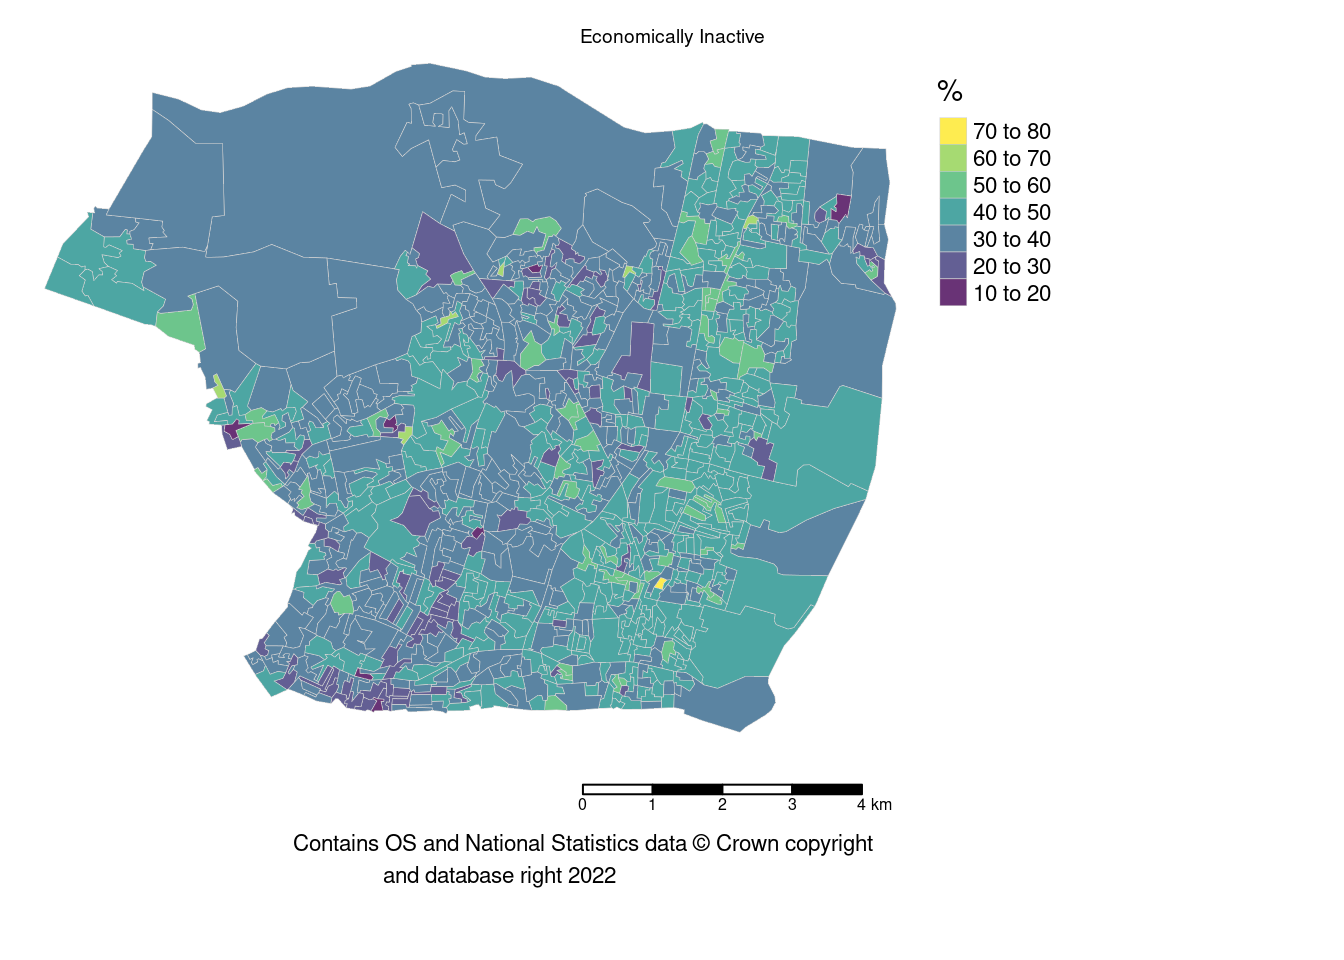 Economically Inactive
%
70 to 80
60 to 70
50 to 60
40 to 50
30 to 40
20 to 30
10 to 20
0 1 2 3 4 km
Contains OS and National Statistics data © Crown copyright
and database right 2022